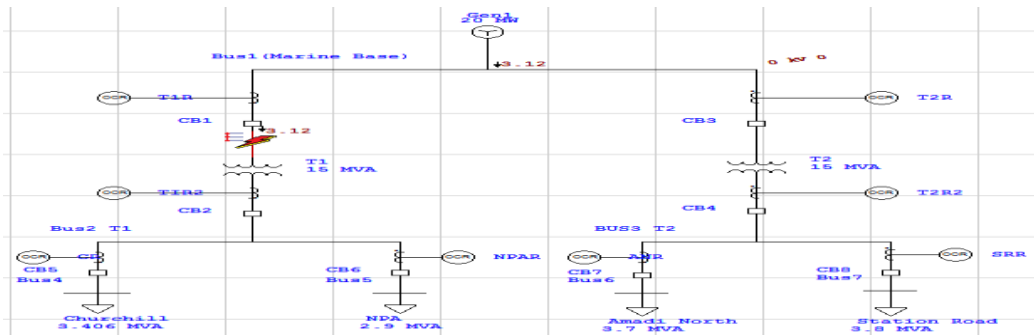 Gen1
20 MW
Bus1(Marine Base)
3.12
0 kV 0
OCR
T1R
OCR
T2R
CB1
CB3
3.12
T1
15 MVA
T2
15 MVA
OCR
T1R2
OCR
T2R2
CB2
CB4
Bus2 T1
BUS3 T2
OCR
OCR
NPAR
OCR
OCR
SRR
CB5
Bus4
CB6
Bus5
CB7
Bus6
CB8
Bus7
Churchill
3.406 MVA
NPA
2.9 MVA
Amadi North
3.7 MVA
Station Road
3.8 MVA